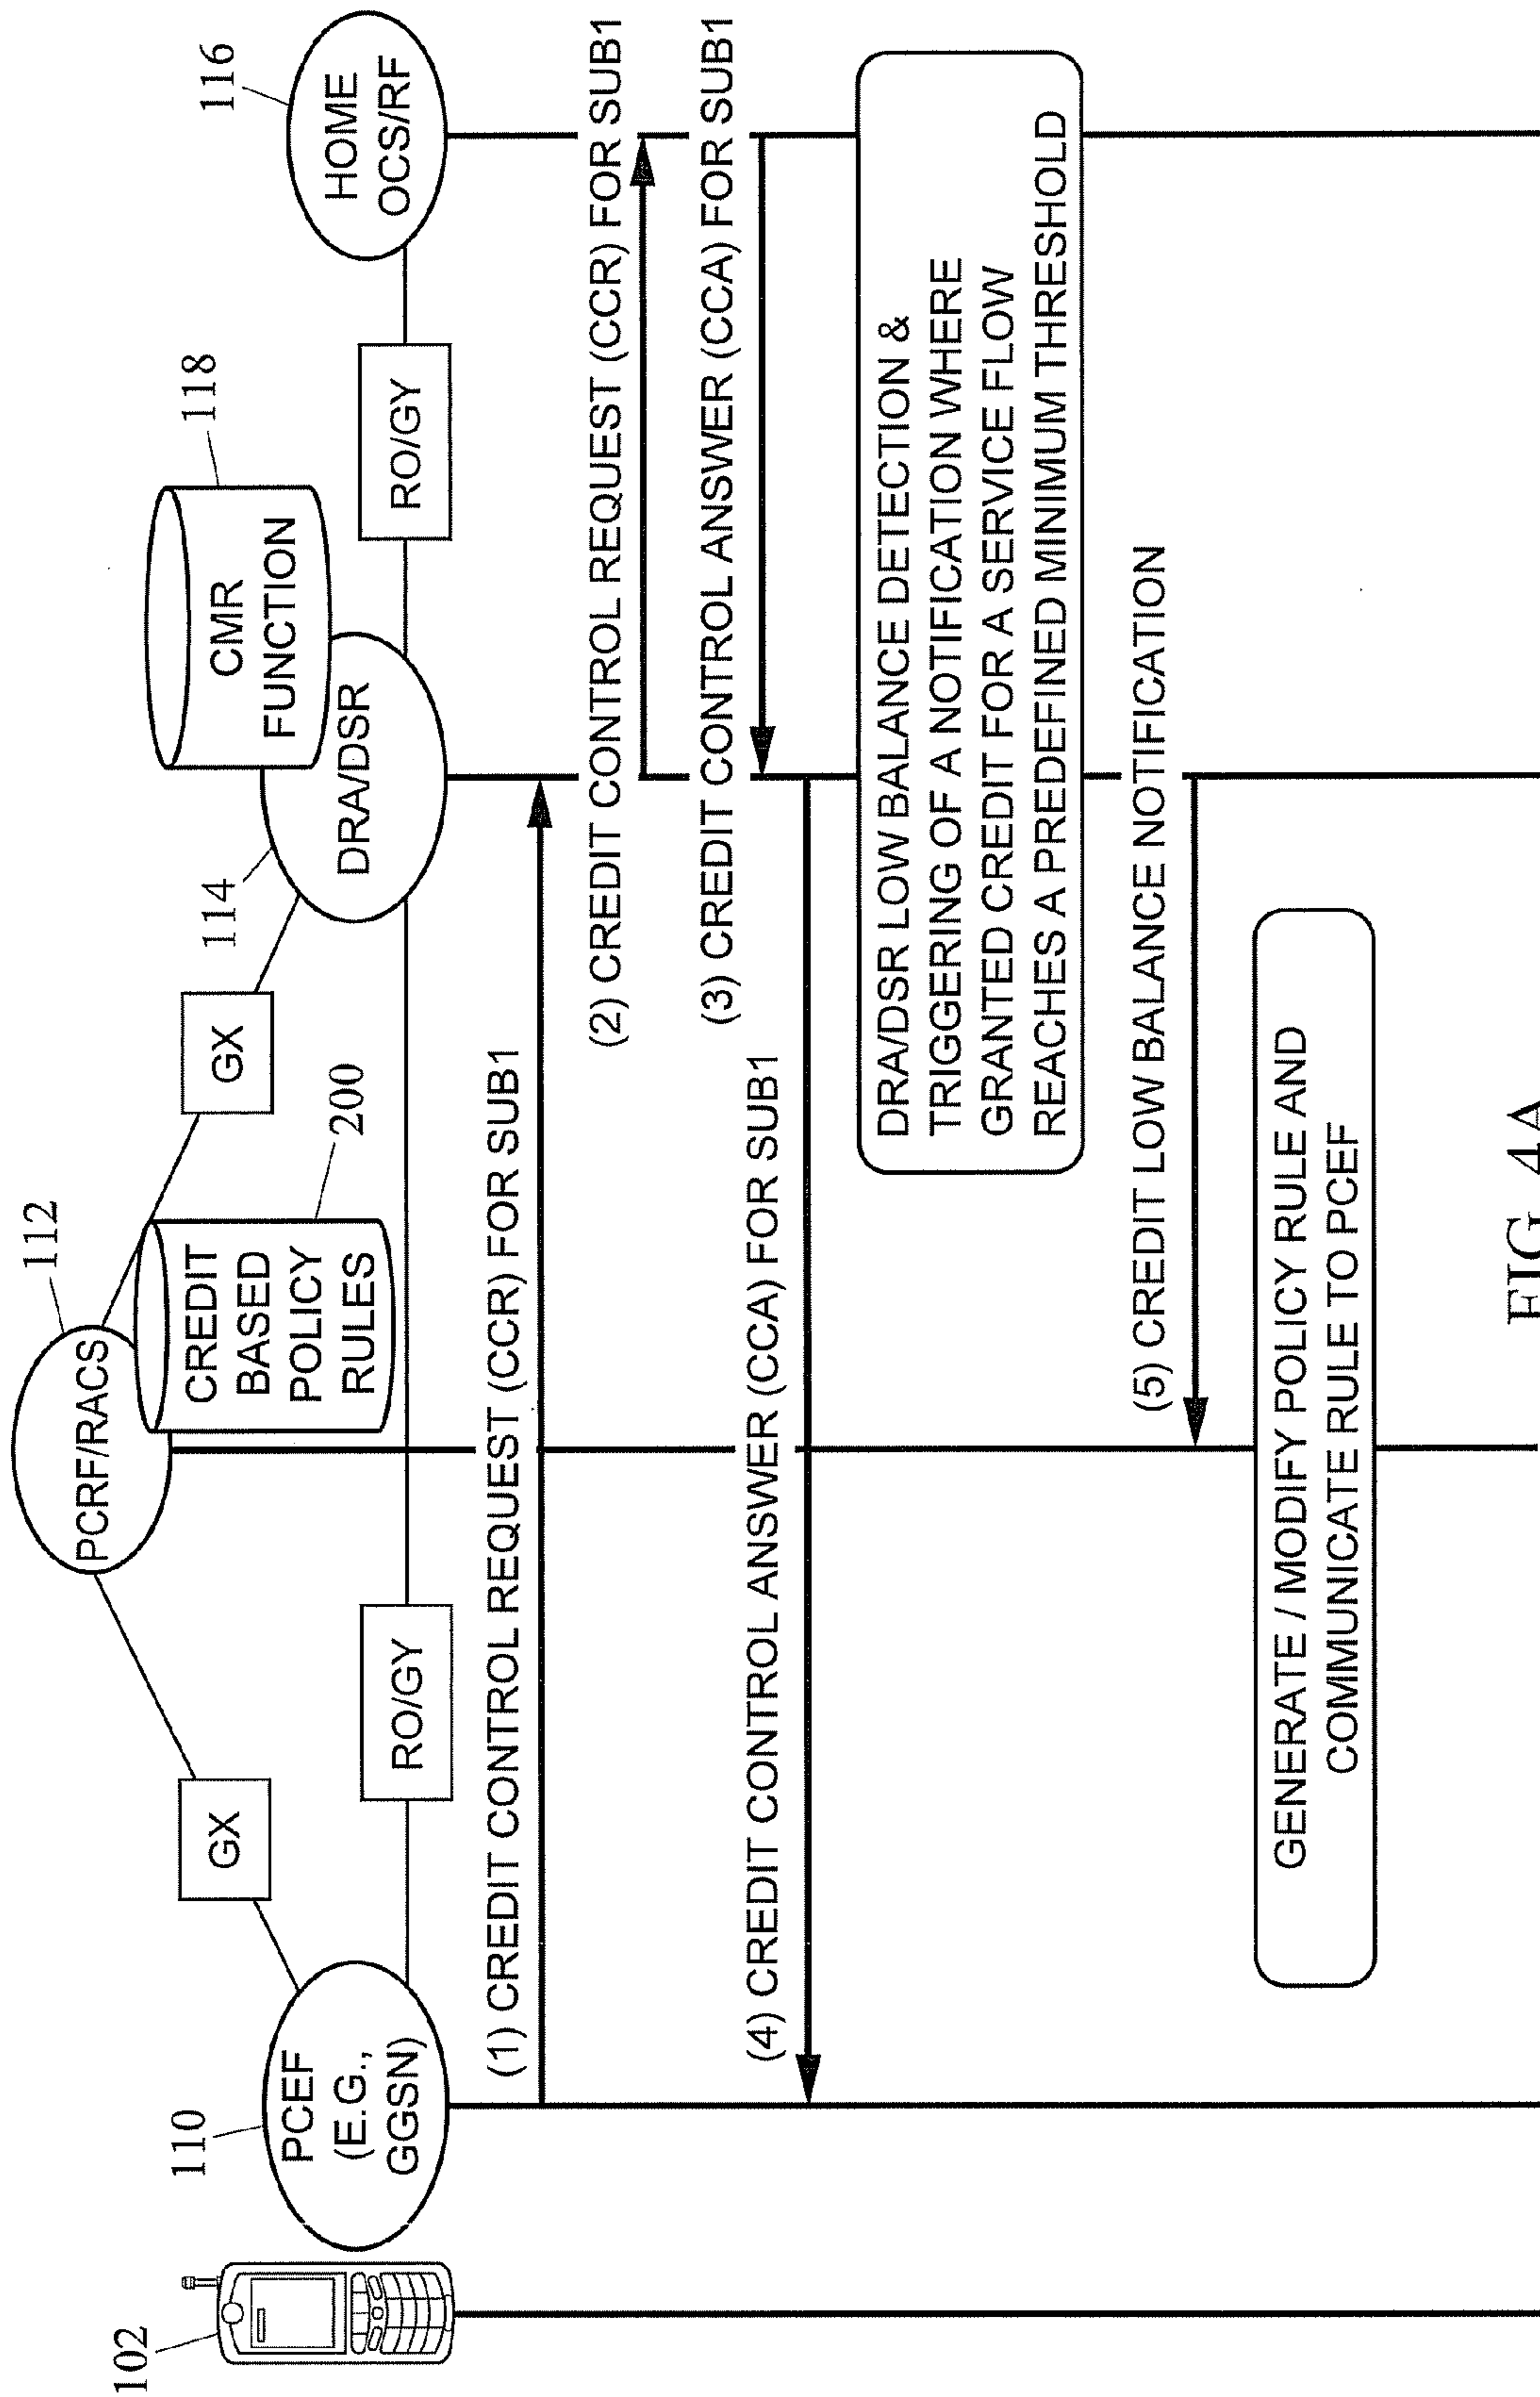 102
110
PCEF
(E.G.,
GGSN)
GX
112
PCRF/RACS
CREDIT
BASED
POLICY
RULES
200
GX
114
DRA/DSR
118
CMR
FUNCTION
116
HOME
OCS/RF
RO/GY
RO/GY
(1) CREDIT CONTROL REQUEST (CCR) FOR SUB1
(2) CREDIT CONTROL REQUEST (CCR) FOR SUB1
(3) CREDIT CONTROL ANSWER (CCA) FOR SUB1
(4) CREDIT CONTROL ANSWER (CCA) FOR SUB1
DRA/DSR LOW BALANCE DETECTION &
TRIGGERING OF A NOTIFICATION WHERE
GRANTED CREDIT FOR A SERVICE FLOW
REACHES A PREDEFINED MINIMUM THRESHOLD
(5) CREDIT LOW BALANCE NOTIFICATION
GENERATE / MODIFY POLICY RULE AND
COMMUNICATE RULE TO PCEF
FIG. 4A